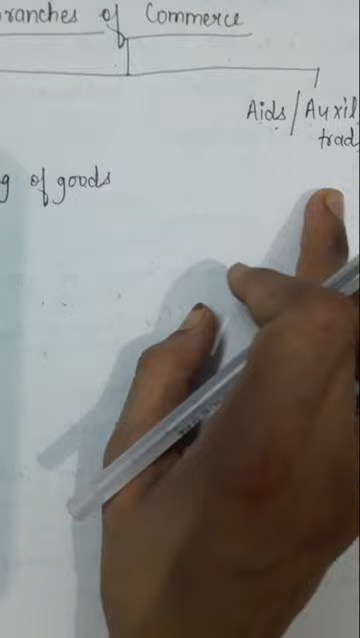 ranches of Commerce
Aids/Auxil
trad
g of goods